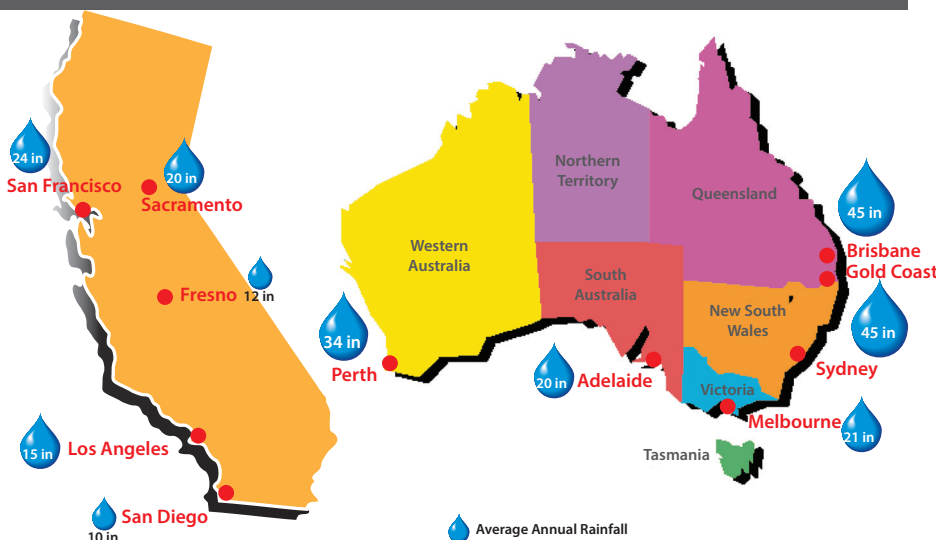 24 in
San Francisco
20 in
Sacramento
Fresno
12 in
15 in
Los Angeles
San Diego
10 in
Northern
Territory
Queensland
Western
Australia
South
Australia
New South
Wales
Victoria
Tasmania
45 in
Brisbane
Gold Coast
45 in
Sydney
34 in
Perth
20 in
Adelaide
Melbourne
21 in
Average Annual Rainfall